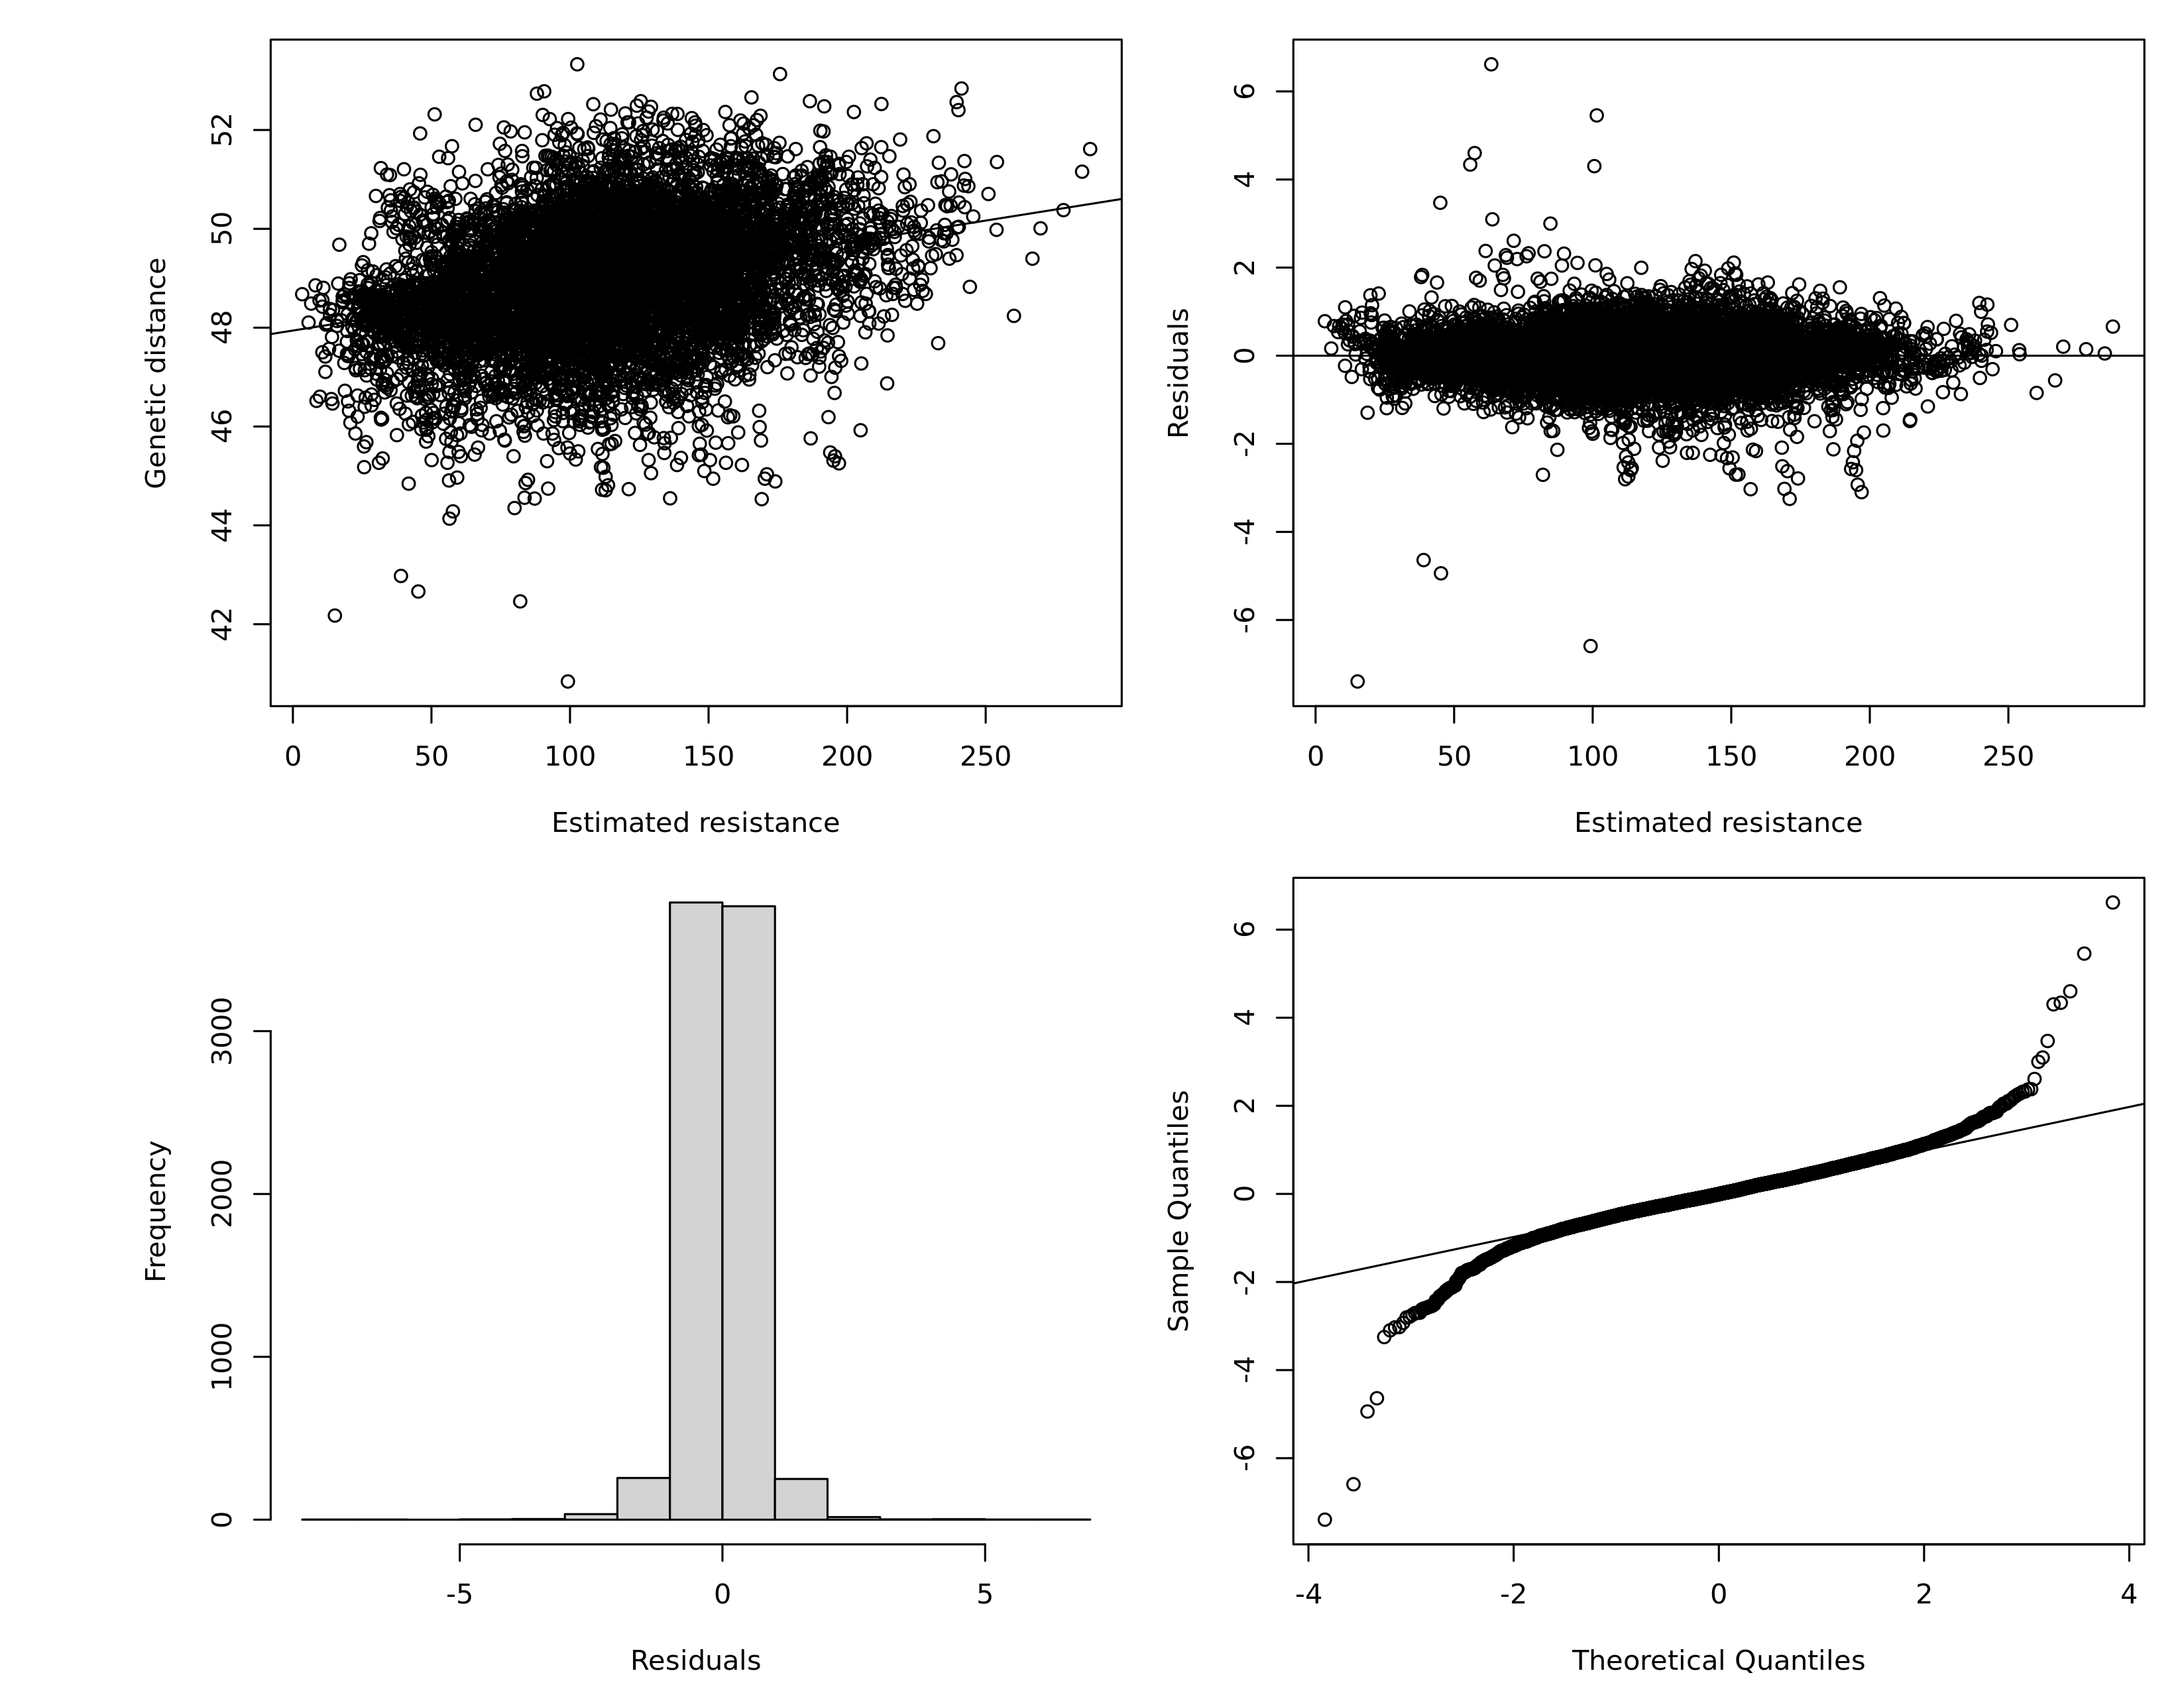 Genetic distance
52
50
48
46
44
42
0 50 100 150 200 250
Estimated resistance
Residuals
6
4
2
0
-2
-4
-6
0 50 100 150 200 250
Estimated resistance
Frequency
3000
2000
1000
0
-5 0 5
Residuals
Sample Quantiles
6
4
2
0
-2
-4
-6
-4 -2 0 2 4
Theoretical Quantiles